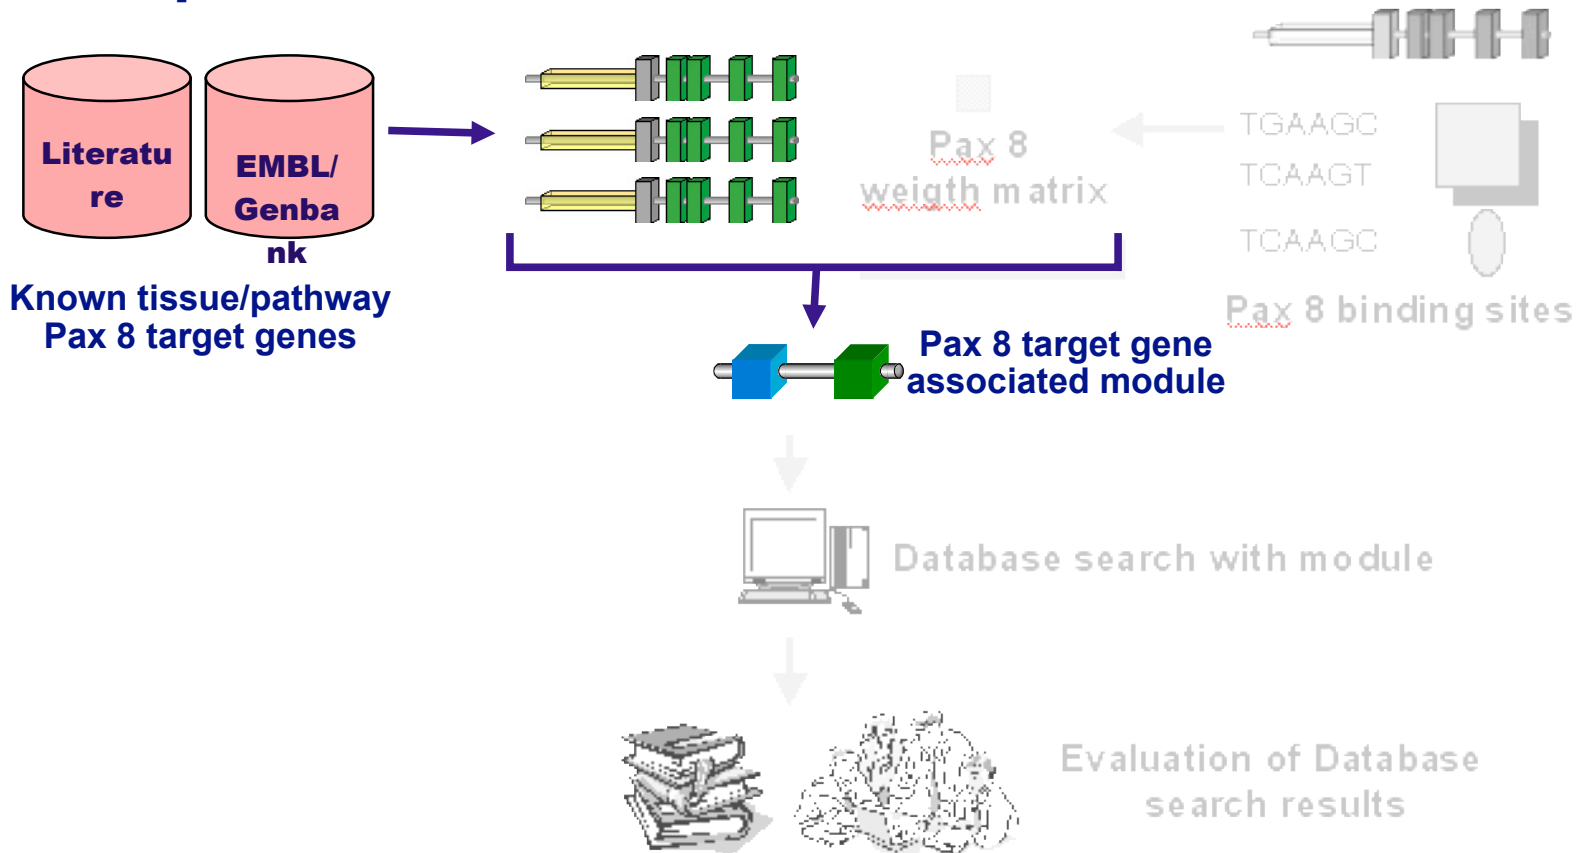 Literatu
re
EMBL/
Genba
nk
Known tissue/pathway
Pax 8 target genes
Pax 8
weigth matrix
TGAAGC
TCAAGT
TCAAGC
Pax 8 binding sites
Pax 8 target gene
associated module
Database search with module
Evaluation of Database
search results